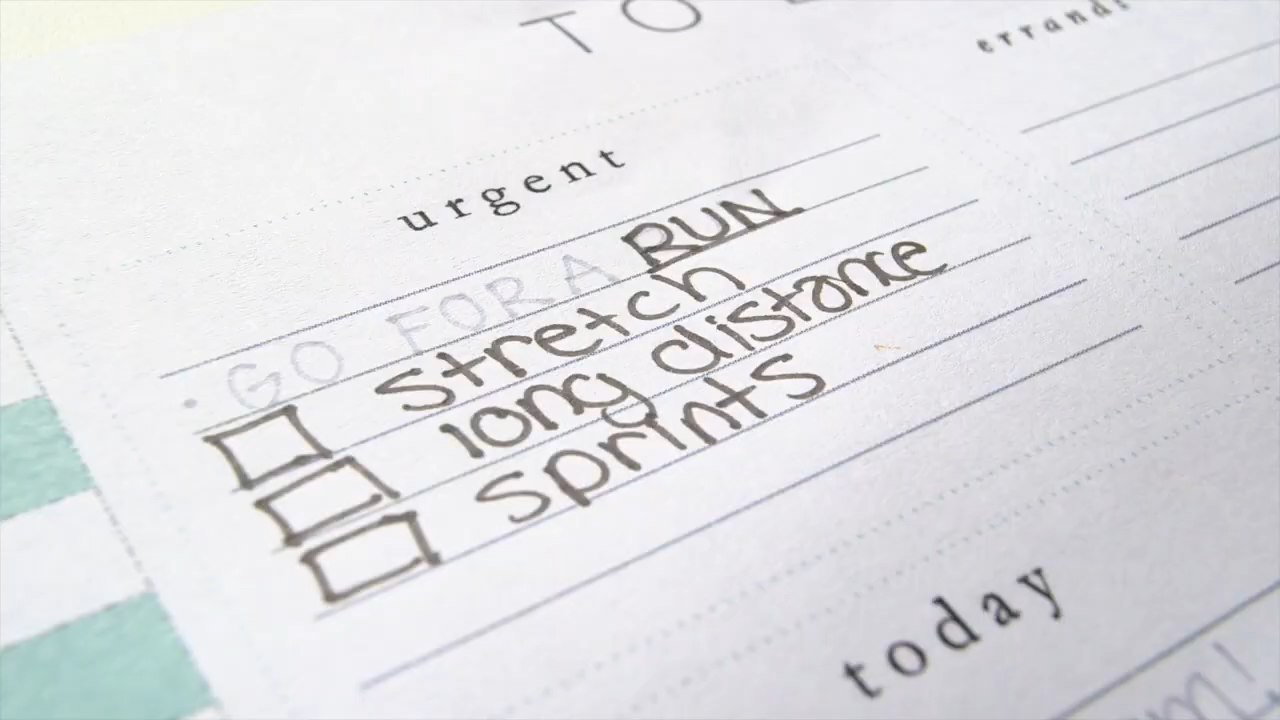 TO
errands
urgent
· GO FOR A RUN
stretch
long distance
sprints
today